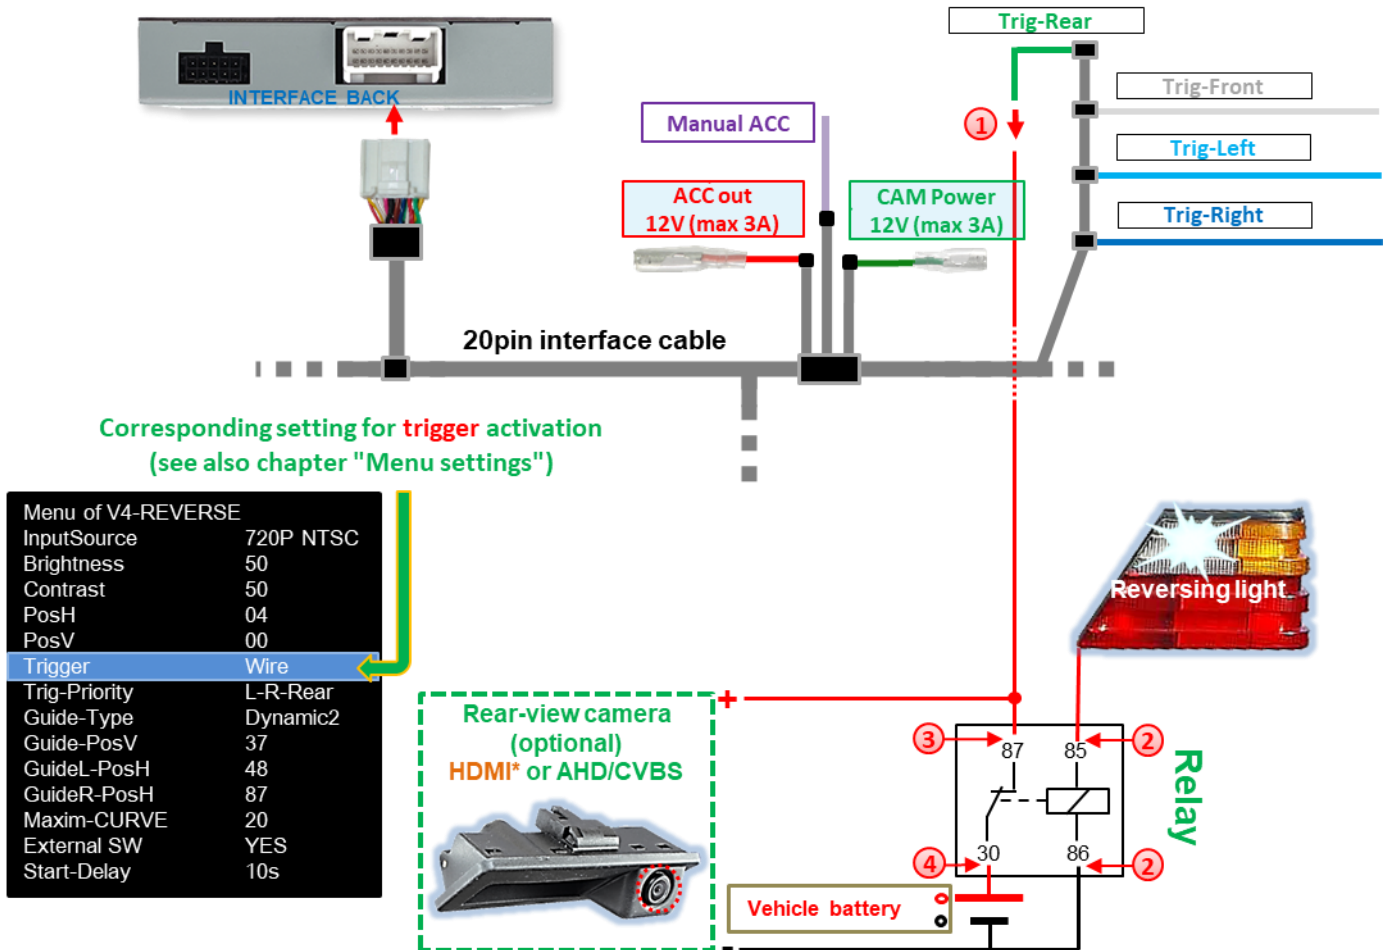 Trig-Rear
INTERFACE BACK
Trig-Front
Manual ACC
1
Trig-Left
ACC out
12V (max 3A)
CAM Power
12V (max 3A)
Trig-Right
20pin interface cable
Corresponding setting for trigger activation
(see also chapter "Menu settings")
Menu of V4-REVERSE
InputSource 720P NTSC
Brightness 50
Contrast 50
PosH 04
PosV 00
Trigger Wire
Trig-Priority L-R-Rear
Guide-Type Dynamic2
Guide-PosV 37
GuideL-PosH 48
GuideR-PosH 87
Maxim-CURVE 20
External SW YES
Start-Delay 10s
Reversing light
Rear-view camera
(optional)
HDMI* or AHD/CVBS
+
-
3
87
85
2
Relay
4
30
86
2
Vehicle battery